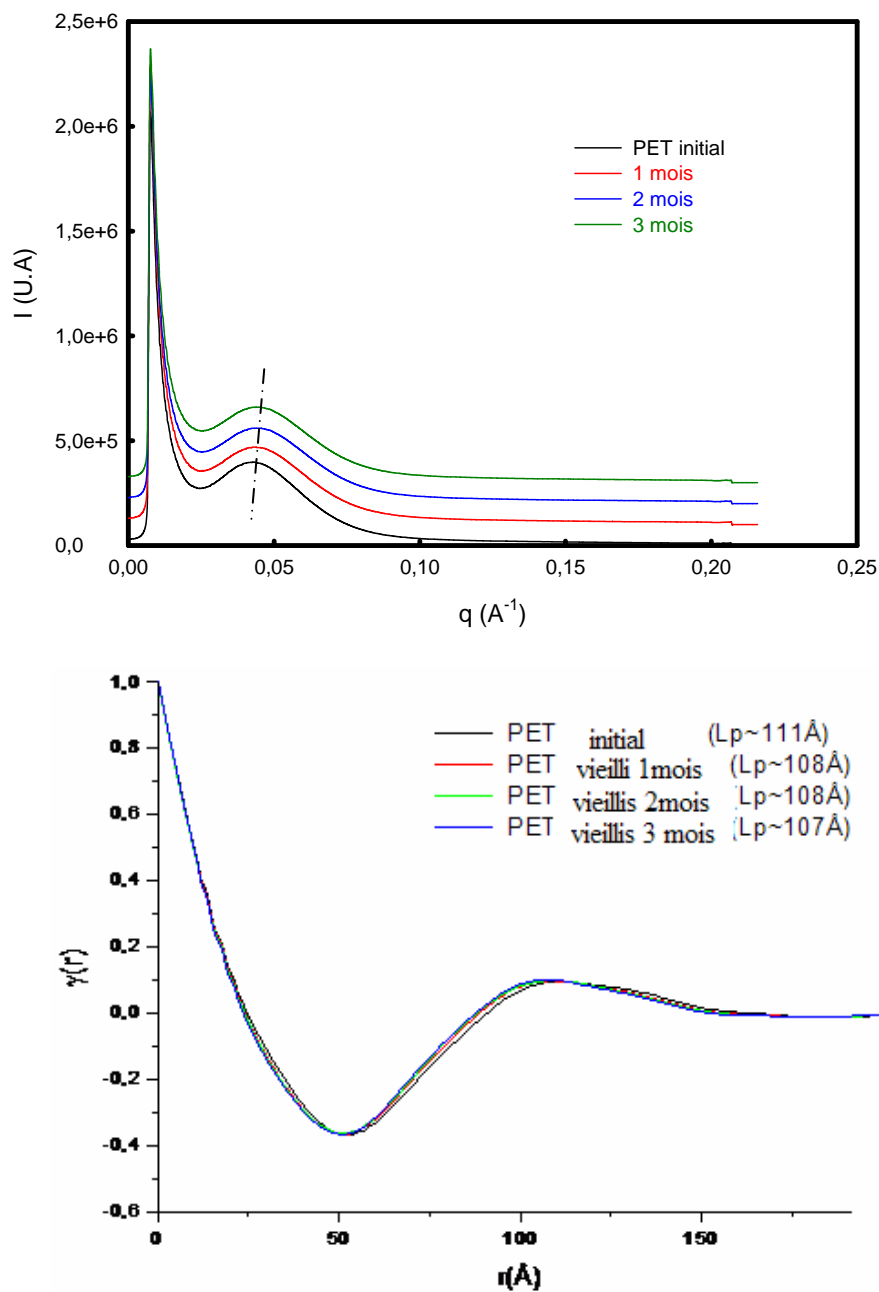 2,5e+6
2,0e+6
1,5e+6
1,0e+6
5,0e+5
0,0
I (U.A)
PET initial
1 mois
2 mois
3 mois
0,00 0,05 0,10 0,15 0,20 0,25
q (A⁻¹)
1.0
0.8
0.6
0.4
0.2
0.0
-0.2
-0.4
-0.6
γ(r)
PET initial (Lp~111Å)
PET vieilli 1mois (Lp~108Å)
PET vieillis 2mois (Lp~108Å)
PET vieillis 3 mois (Lp~107Å)
0 50 100 150
r(Å)